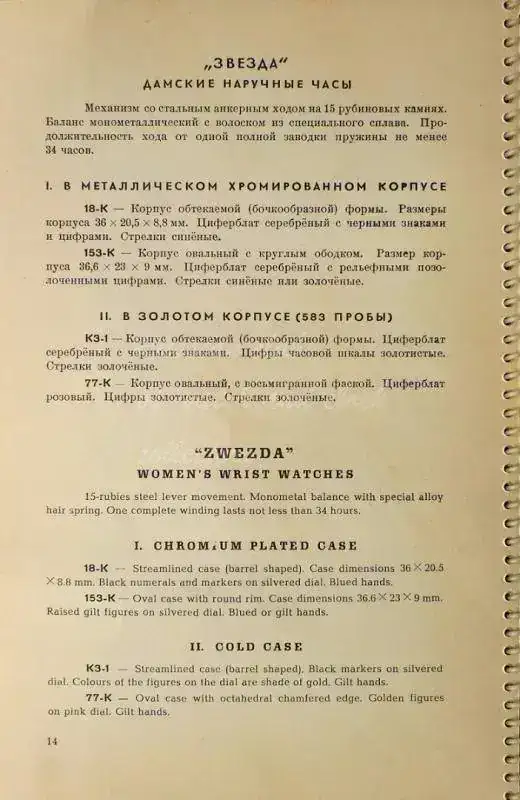 „ЗВЕЗДА“
ДАМСКИЕ НАРУЧНЫЕ ЧАСЫ
Механизм со стальным анкерным ходом на 15 рубиновых камнях.
Баланс монометаллический с волоском из специального сплава. Про-
должительность хода от одной полной заводки пружины не менее
34 часов.
I. В МЕТАЛЛИЧЕСКОМ ХРОМИРОВАННОМ КОРПУСЕ
18-К — Корпус обтекаемой (бочкообразной) формы. Размеры
корпуса 36 × 20,5 × 8,8 мм. Циферблат серебрёный с черными знаками
и цифрами. Стрелки синёные.
153-К — Корпус овальный с круглым ободком. Размер кор-
пуса 36,6 × 23 × 9 мм. Циферблат серебрёный с рельефными позо-
лоченными цифрами. Стрелки синёные или золочёные.
II. В ЗОЛОТОМ КОРПУСЕ (583 ПРОБЫ)
КЗ-1 — Корпус обтекаемой (бочкообразной) формы. Циферблат
серебрёный с черными знаками. Цифры часовой шкалы золотистые.
Стрелки золочёные.
77-К — Корпус овальный, с восьмигранной фаской. Циферблат
розовый. Цифры золотистые. Стрелки золочёные.
“ZWEZDA”
WOMEN'S WRIST WATCHES
15-rubies steel lever movement. Monometal balance with special alloy
hair spring. One complete winding lasts not less than 34 hours.
I. CHROMiUM PLATED CASE
18-K — Streamlined case (barrel shaped). Case dimensions 36 × 20.5
× 8.8 mm. Black numerals and markers on silvered dial. Blued hands.
153-K — Oval case with round rim. Case dimensions 36.6 × 23 × 9 mm.
Raised gilt figures on silvered dial. Blued or gilt hands.
II. COLD CASE
КЗ-1 — Streamlined case (barrel shaped). Black markers on silvered
dial. Colours of the figures on the dial are shade of gold. Gilt hands.
77-K — Oval case with octahedral chamfered edge. Golden figures
on pink dial. Gilt hands.
14